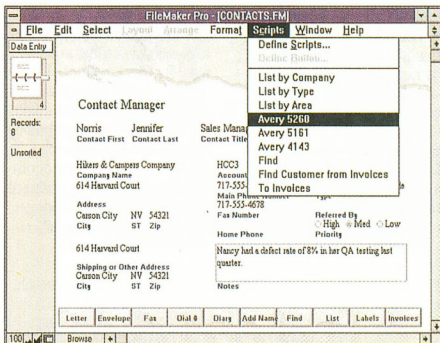 FileMaker Pro - [CONTACTS.FM]
File Edit Select Layout Arrange Format Scripts Window Help
Data Entry
4
Records:
6
Unsorted
Define Scripts...
Define Button...
List by Company
List by Type
List by Area
Avery 5260
Avery 5161
Avery 4143
Find
Find Customer from Invoices
To Invoices
Contact Manager
Norris Jennifer Sales Manag
Contact First Contact Last Contact Title
Hikers & Campers Company HCC3
Company Name Account
614 Harvard Court 717-555-
Main Phone Number Type
717-555-4678
Address Fax Number Referred By
Carson City NV 54321 High Med Low
City ST Zip Priority
Home Phone
614 Harvard Court
Nancy had a defect rate of 8% in her QA testing last
quarter.
Shipping or Other Address
Carson City NV 54321
City ST Zip Notes
Letter Envelope Fax Dial # Diary Add Name Find List Labels Invoices
100 Browse